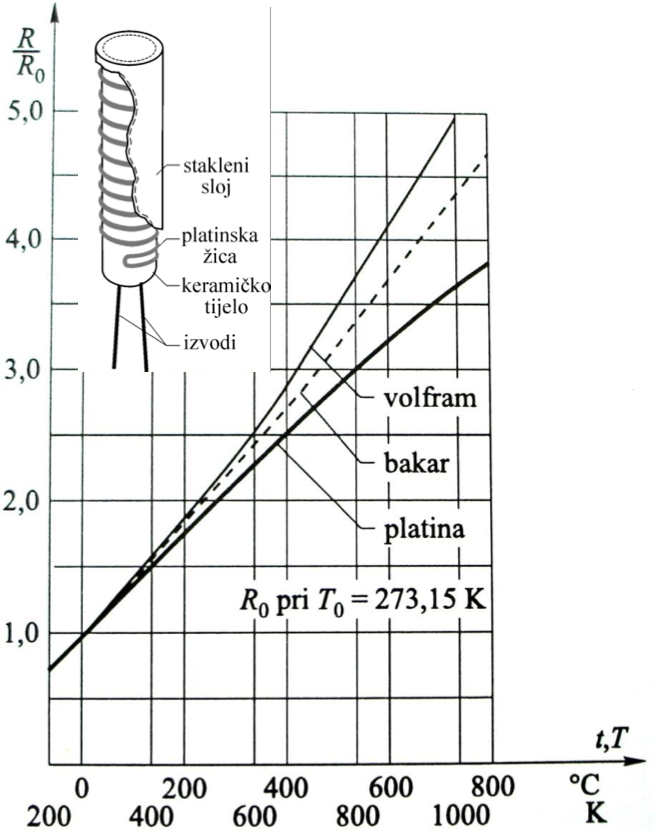 R
R₀
5,0
4,0
3,0
2,0
1,0
stakleni
sloj
platinska
žica
keramičko
tijelo
izvodi
volfram
bakar
platina
R₀ pri T₀ = 273,15 K
t,T
0 200 400 600 800 °C
200 400 600 800 1000 K